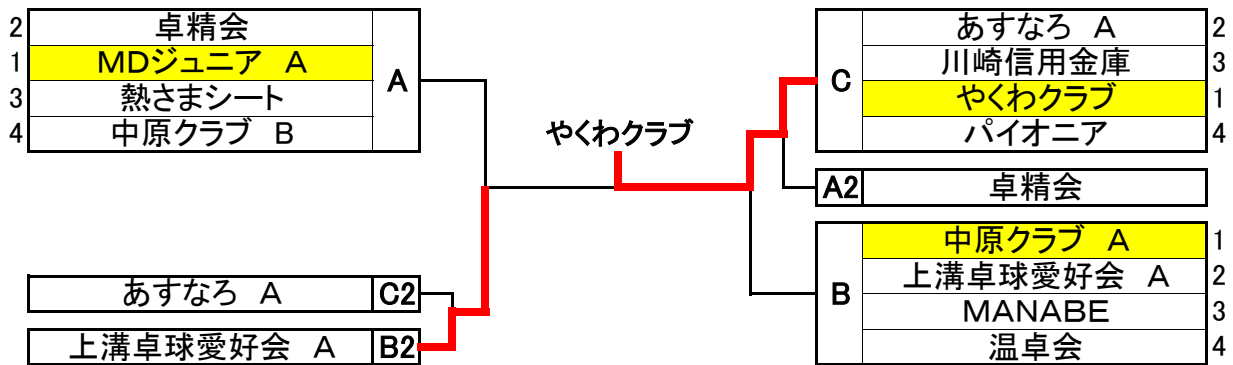 2 卓精会
1 MDジュニア A
3 熱さまシート
4 中原クラブ B
A
あすなろ A C2
上溝卓球愛好会 A B2
やくわクラブ
C
あすなろ A 2
川崎信用金庫 3
やくわクラブ 1
パイオニア 4
A2 卓精会
B
中原クラブ A 1
上溝卓球愛好会 A 2
MANABE 3
温卓会 4